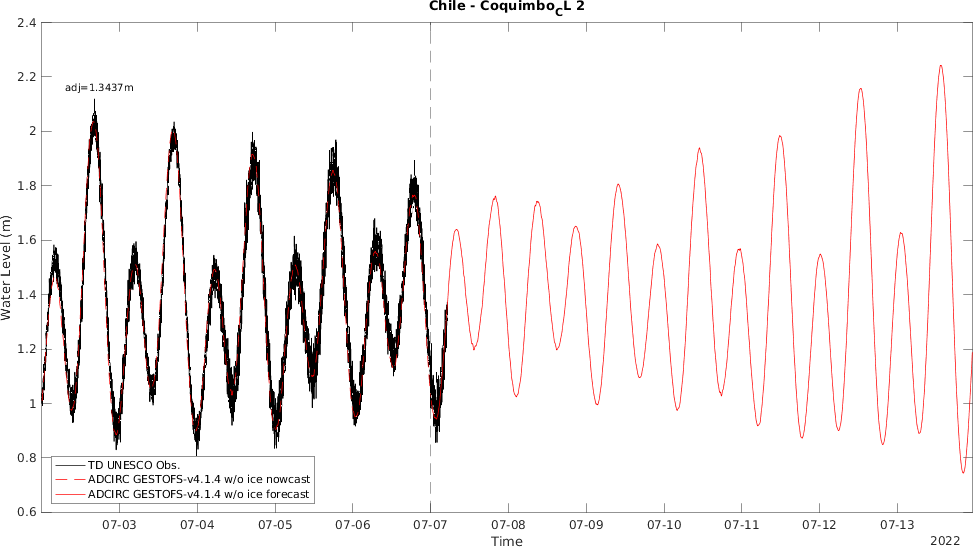 Chile - Coquimbo_CL 2
2.4
2.2
2
1.8
1.6
1.4
1.2
1
0.8
0.6
Water Level (m)
adj=1.3437m
TD UNESCO Obs.
ADCIRC GESTOFS-v4.1.4 w/o ice nowcast
ADCIRC GESTOFS-v4.1.4 w/o ice forecast
07-03 07-04 07-05 07-06 07-07 07-08 07-09 07-10 07-11 07-12 07-13
Time
2022